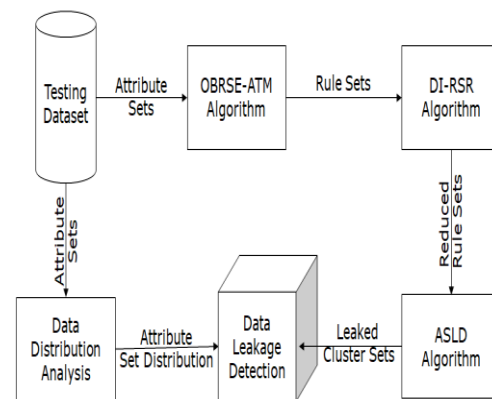 Testing
Dataset
Attribute
Sets
OBRSE-ATM
Algorithm
Rule Sets
DI-RSR
Algorithm
Attribute
Sets
Reduced
Rule Sets
Data
Distribution
Analysis
Attribute
Set Distribution
Data
Leakage
Detection
Leaked
Cluster Sets
ASLD
Algorithm